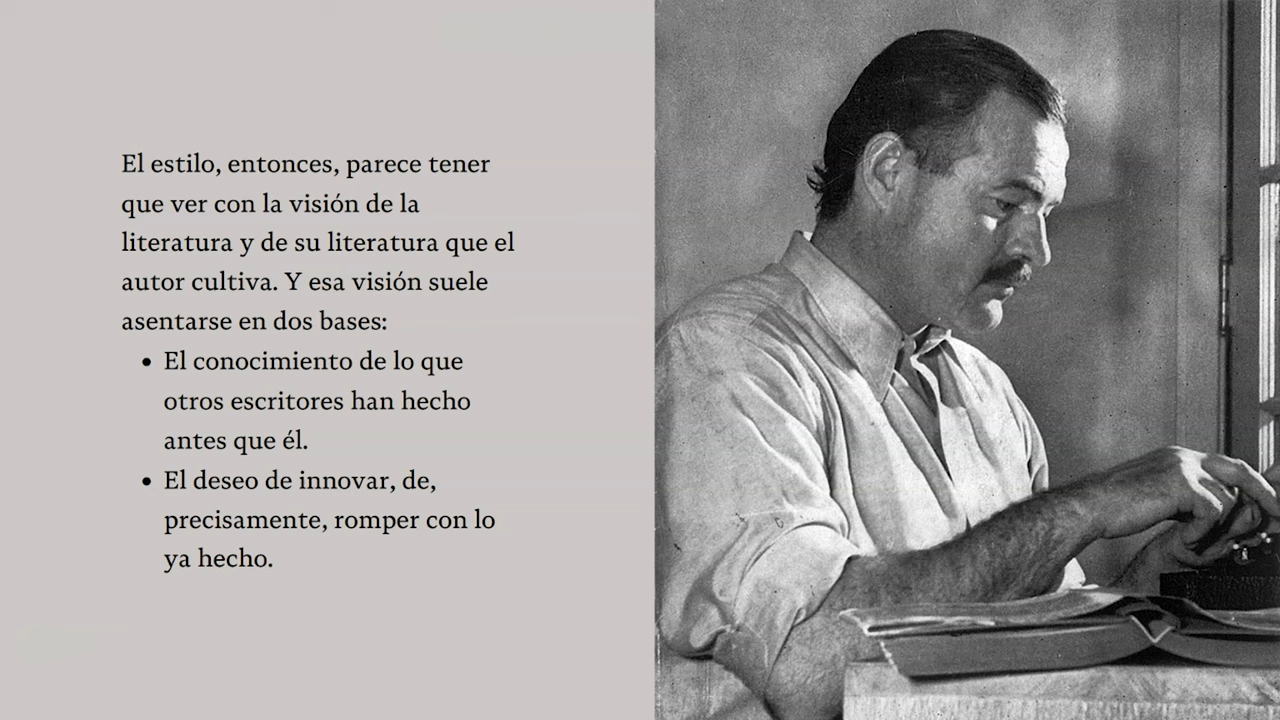 El estilo, entonces, parece tener
que ver con la visión de la
literatura y de su literatura que el
autor cultiva. Y esa visión suele
asentarse en dos bases:
• El conocimiento de lo que
otros escritores han hecho
antes que él.
• El deseo de innovar, de,
precisamente, romper con lo
ya hecho.